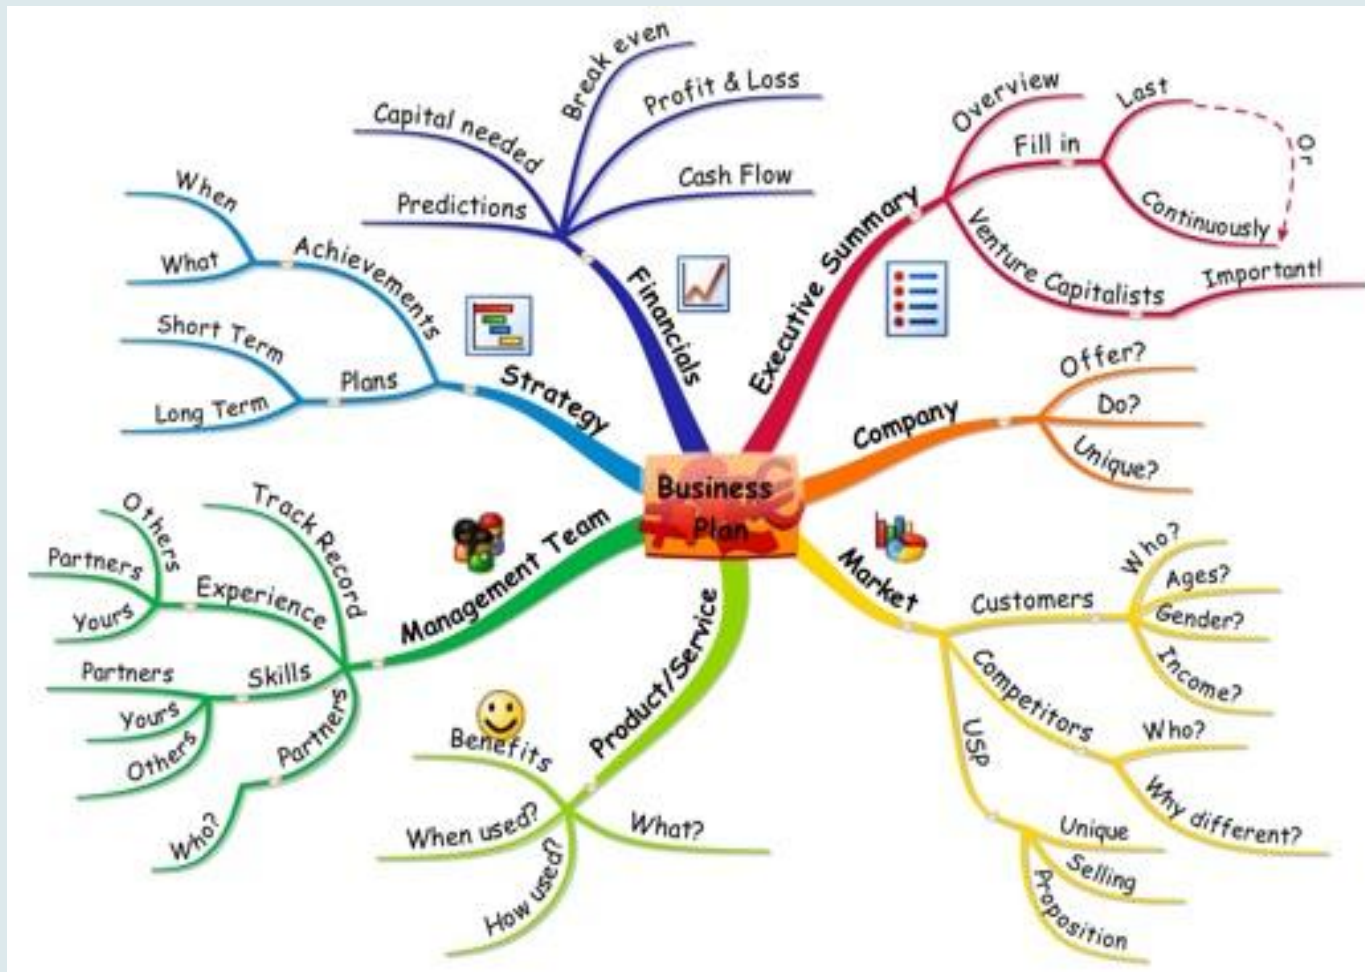 Business
Plan
Executive Summary
Overview
Fill in
Last
Or
Continuously
Venture Capitalists
Important!
Company
Offer?
Do?
Unique?
Market
Customers
Who?
Ages?
Gender?
Income?
Competitors
Who?
Why different?
USP
Unique
Selling
Proposition
Product/Service
What?
How used?
When used?
Benefits
Management Team
Partners
Who?
Skills
Partners
Yours
Others
Experience
Others
Partners
Yours
Track Record
Strategy
Plans
Short Term
Long Term
Achievements
When
What
Financials
Predictions
Capital needed
Break even
Profit & Loss
Cash Flow